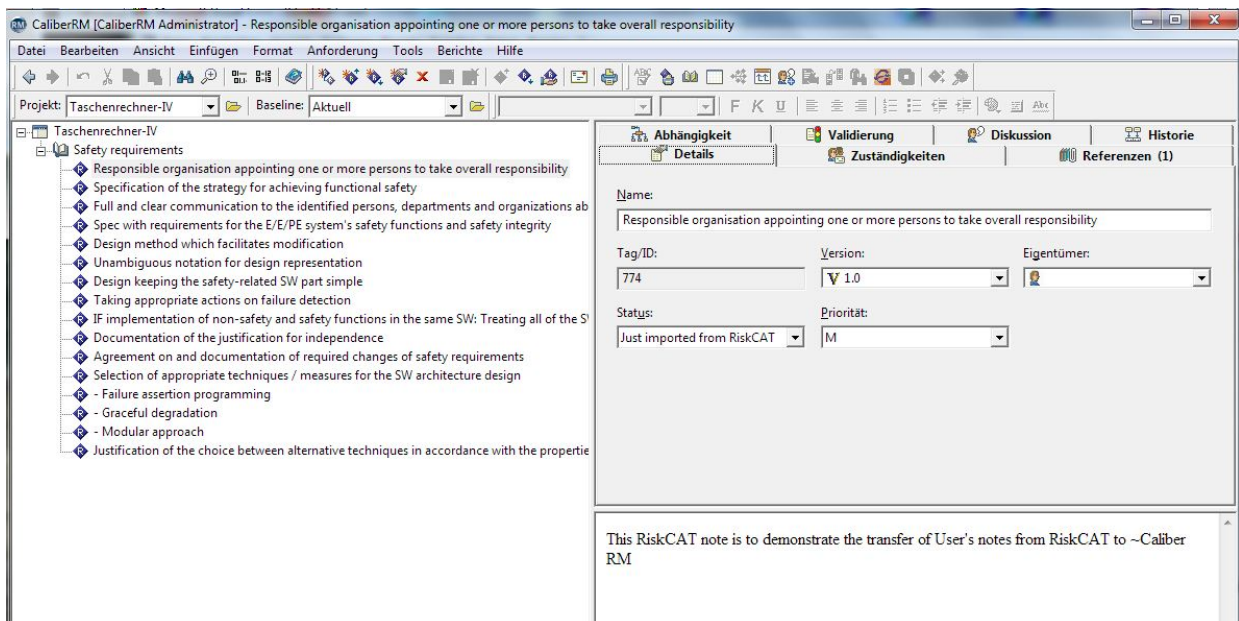 CaliberRM [CaliberRM Administrator] - Responsible organisation appointing one or more persons to take overall responsibility
Datei Bearbeiten Ansicht Einfügen Format Anforderung Tools Berichte Hilfe
Projekt: Taschenrechner-IV Baseline: Aktuell F K U Abc
Taschenrechner-IV
Safety requirements
Responsible organisation appointing one or more persons to take overall responsibility
Specification of the strategy for achieving functional safety
Full and clear communication to the identified persons, departments and organizations ab
Spec with requirements for the E/E/PE system's safety functions and safety integrity
Design method which facilitates modification
Unambiguous notation for design representation
Design keeping the safety-related SW part simple
Taking appropriate actions on failure detection
IF implementation of non-safety and safety functions in the same SW: Treating all of the S
Documentation of the justification for independence
Agreement on and documentation of required changes of safety requirements
Selection of appropriate techniques / measures for the SW architecture design
- Failure assertion programming
- Graceful degradation
- Modular approach
Justification of the choice between alternative techniques in accordance with the propertie
Abhängigkeit Validierung Diskussion Historie
Details Zuständigkeiten Referenzen (1)
Name:
Responsible organisation appointing one or more persons to take overall responsibility
Tag/ID: Version: Eigentümer:
774 V 1.0
Status: Priorität:
Just imported from RiskCAT M
This RiskCAT note is to demonstrate the transfer of User's notes from RiskCAT to ~Caliber
RM